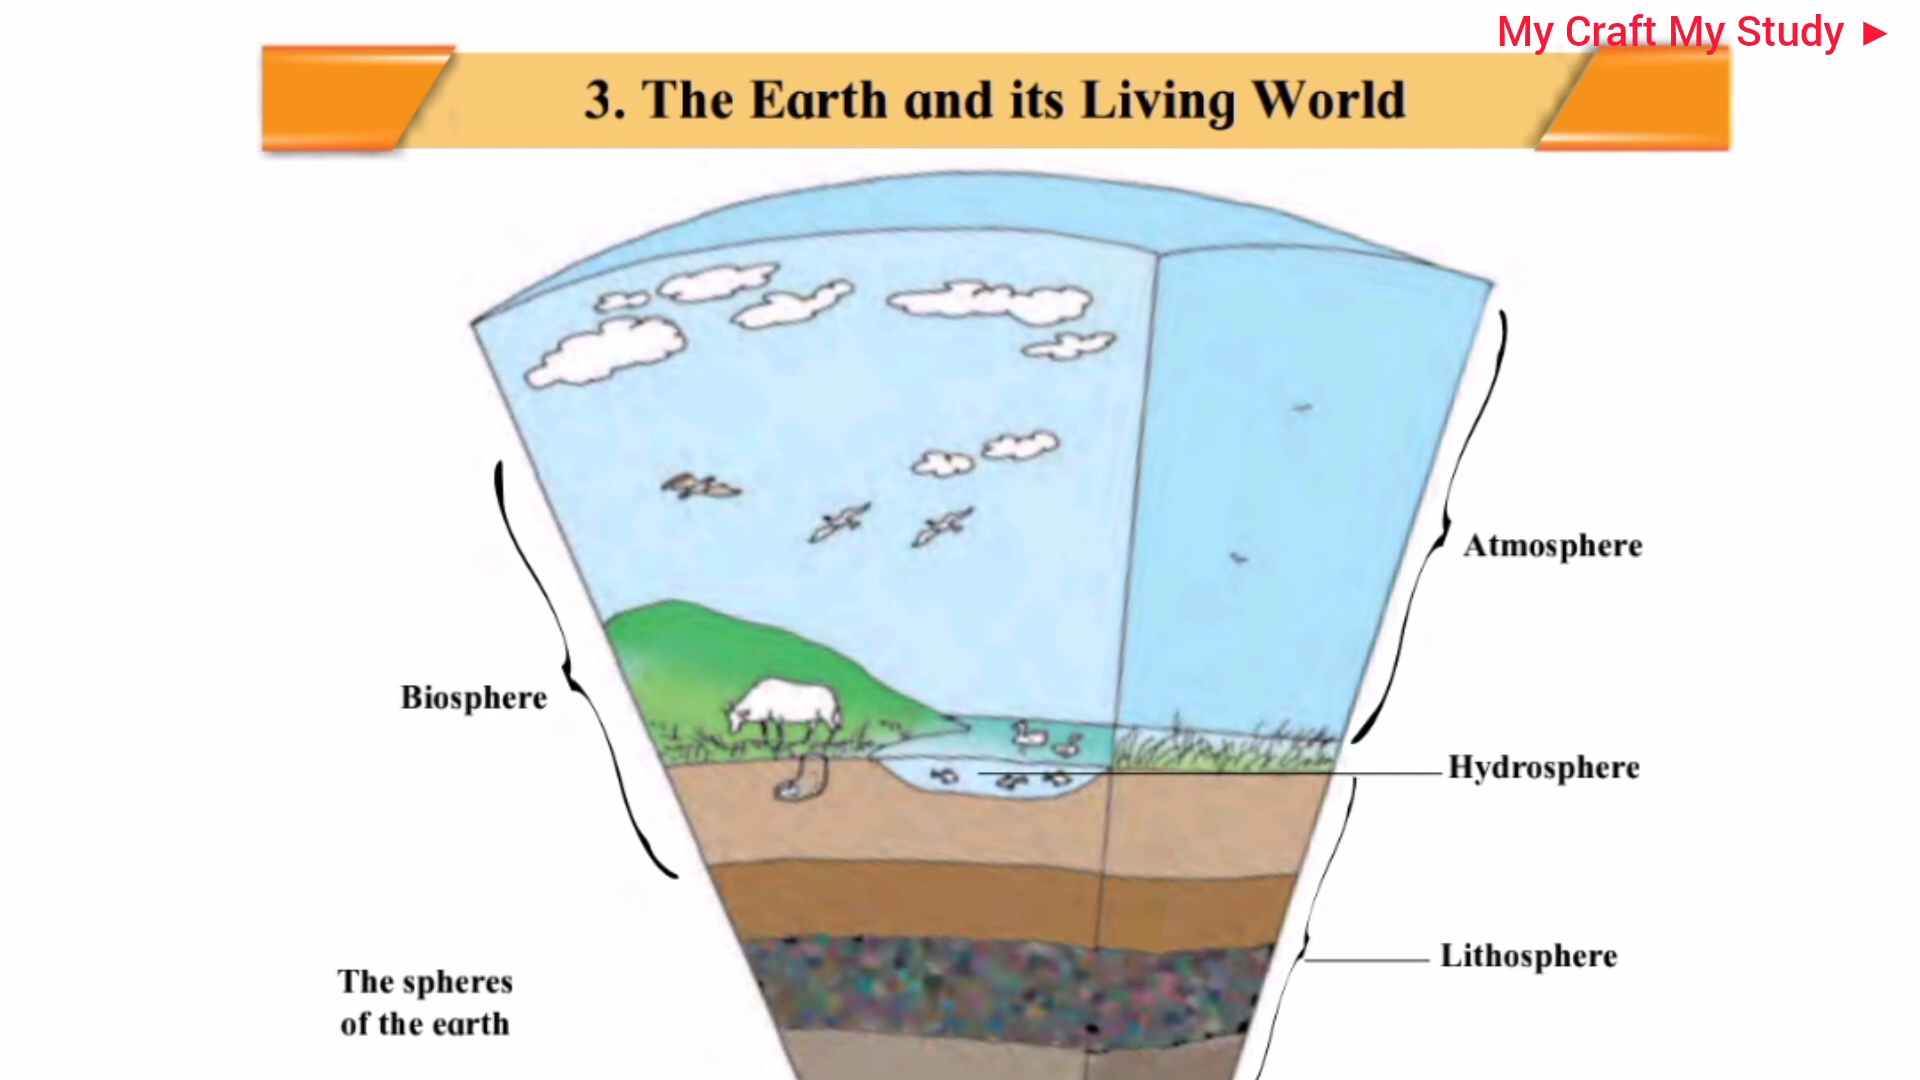 My Craft My Study ►
3. The Earth and its Living World
Atmosphere
Biosphere
Hydrosphere
Lithosphere
The spheres
of the earth